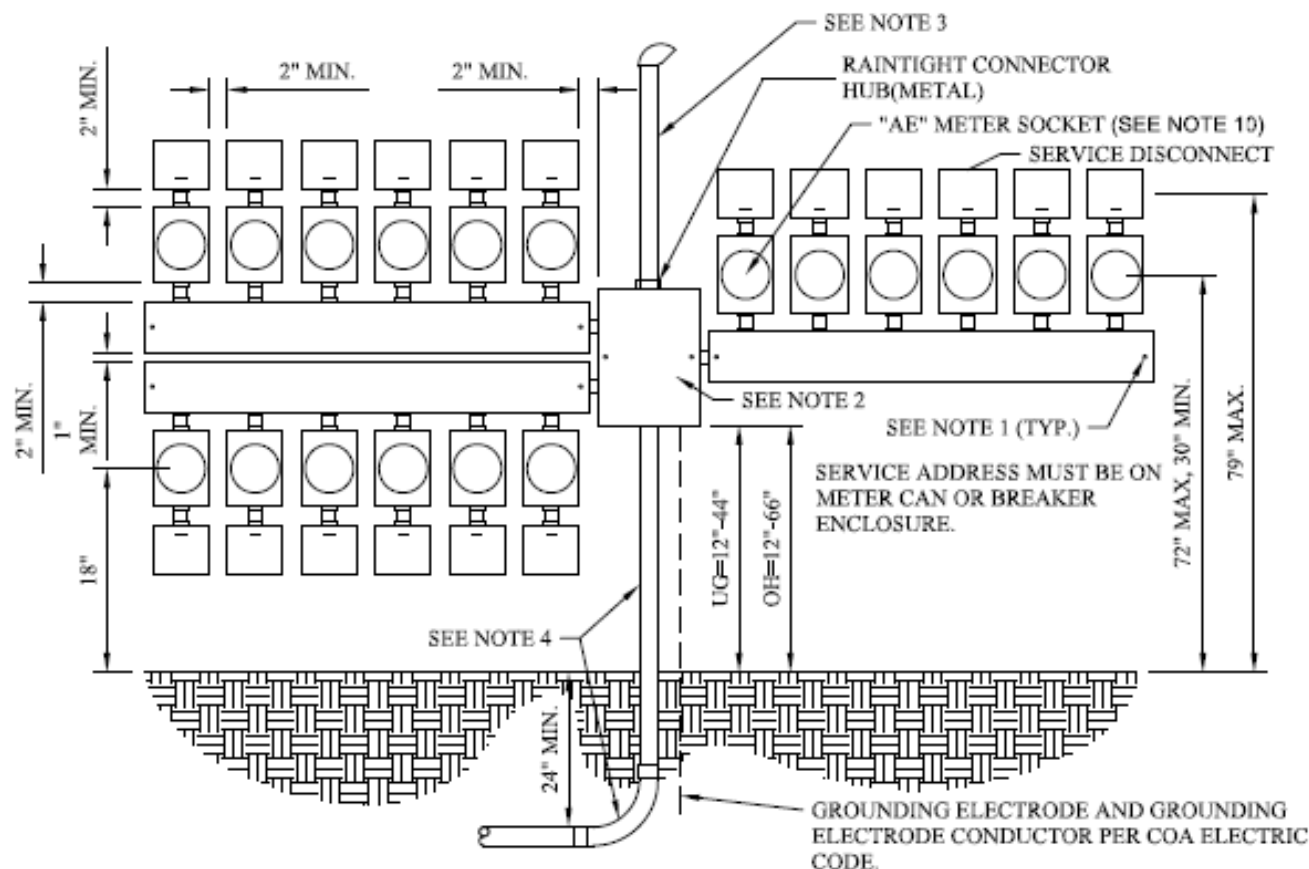 SEE NOTE 3
2" MIN.
2" MIN.
2" MIN.
RAINTIGHT CONNECTOR
HUB(METAL)
"AE" METER SOCKET (SEE NOTE 10)
SERVICE DISCONNECT
2" MIN.
1"
MIN.
18"
SEE NOTE 2
SEE NOTE 1 (TYP.)
SERVICE ADDRESS MUST BE ON
METER CAN OR BREAKER
ENCLOSURE.
72" MAX, 30" MIN.
79" MAX.
UG=12"-44"
OH=12"-66"
SEE NOTE 4
24" MIN.
GROUNDING ELECTRODE AND GROUNDING
ELECTRODE CONDUCTOR PER COA ELECTRIC
CODE.